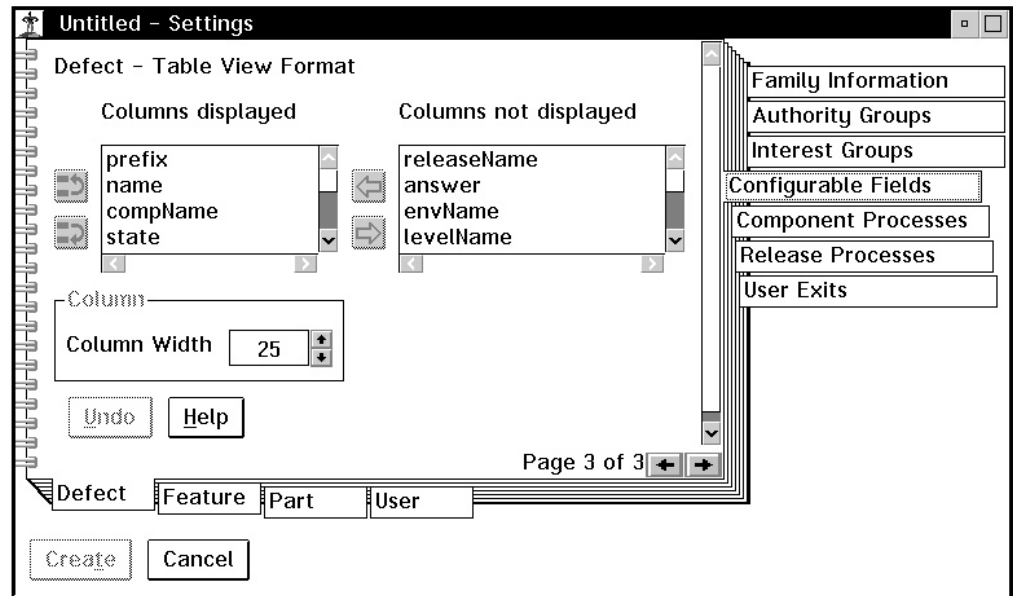 Untitled – Settings
Defect – Table View Format
Columns displayed
Columns not displayed
prefix
name
compName
state
releaseName
answer
envName
levelName
Column
Column Width 25
Undo Help
Page 3 of 3
Defect Feature Part User
Create Cancel
Family Information
Authority Groups
Interest Groups
Configurable Fields
Component Processes
Release Processes
User Exits